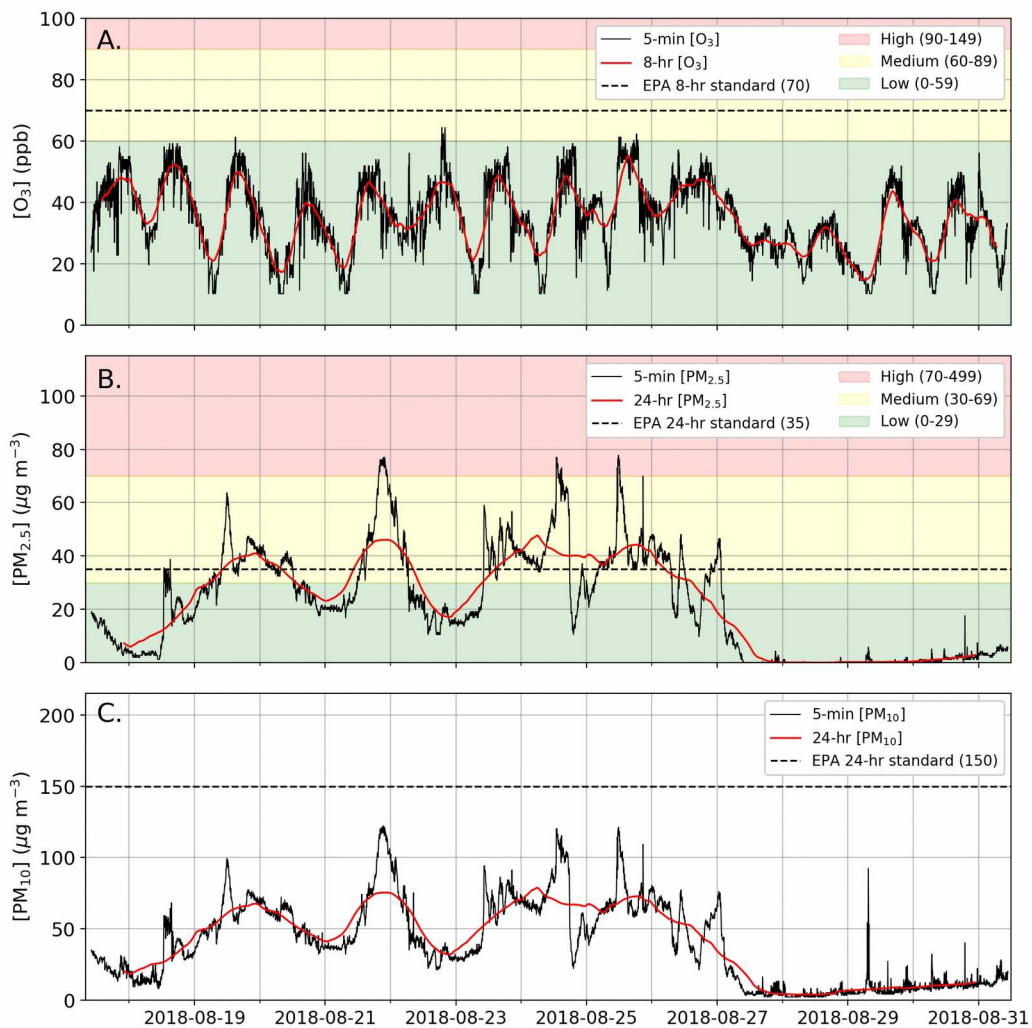 A.
100
80
60
40
20
0
[O₃] (ppb)
5-min [O₃]
8-hr [O₃]
EPA 8-hr standard (70)
High (90-149)
Medium (60-89)
Low (0-59)
B.
100
80
60
40
20
0
[PM₂.₅] (μg m⁻³)
5-min [PM₂.₅]
24-hr [PM₂.₅]
EPA 24-hr standard (35)
High (70-499)
Medium (30-69)
Low (0-29)
C.
200
150
100
50
0
[PM₁₀] (μg m⁻³)
5-min [PM₁₀]
24-hr [PM₁₀]
EPA 24-hr standard (150)
2018-08-19 2018-08-21 2018-08-23 2018-08-25 2018-08-27 2018-08-29 2018-08-31